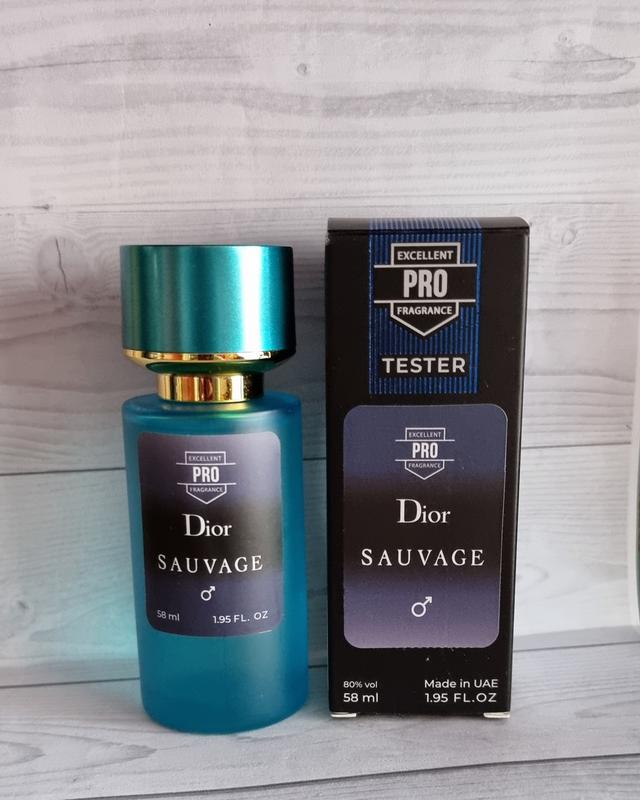 EXCELLENT
PRO
FRAGRANCE
Dior
SAUVAGE
58 ml 1.95 FL. OZ
EXCELLENT
PRO
FRAGRANCE
TESTER
EXCELLENT
PRO
FRAGRANCE
Dior
SAUVAGE
80% vol Made in UAE
58 ml 1.95 FL.OZ